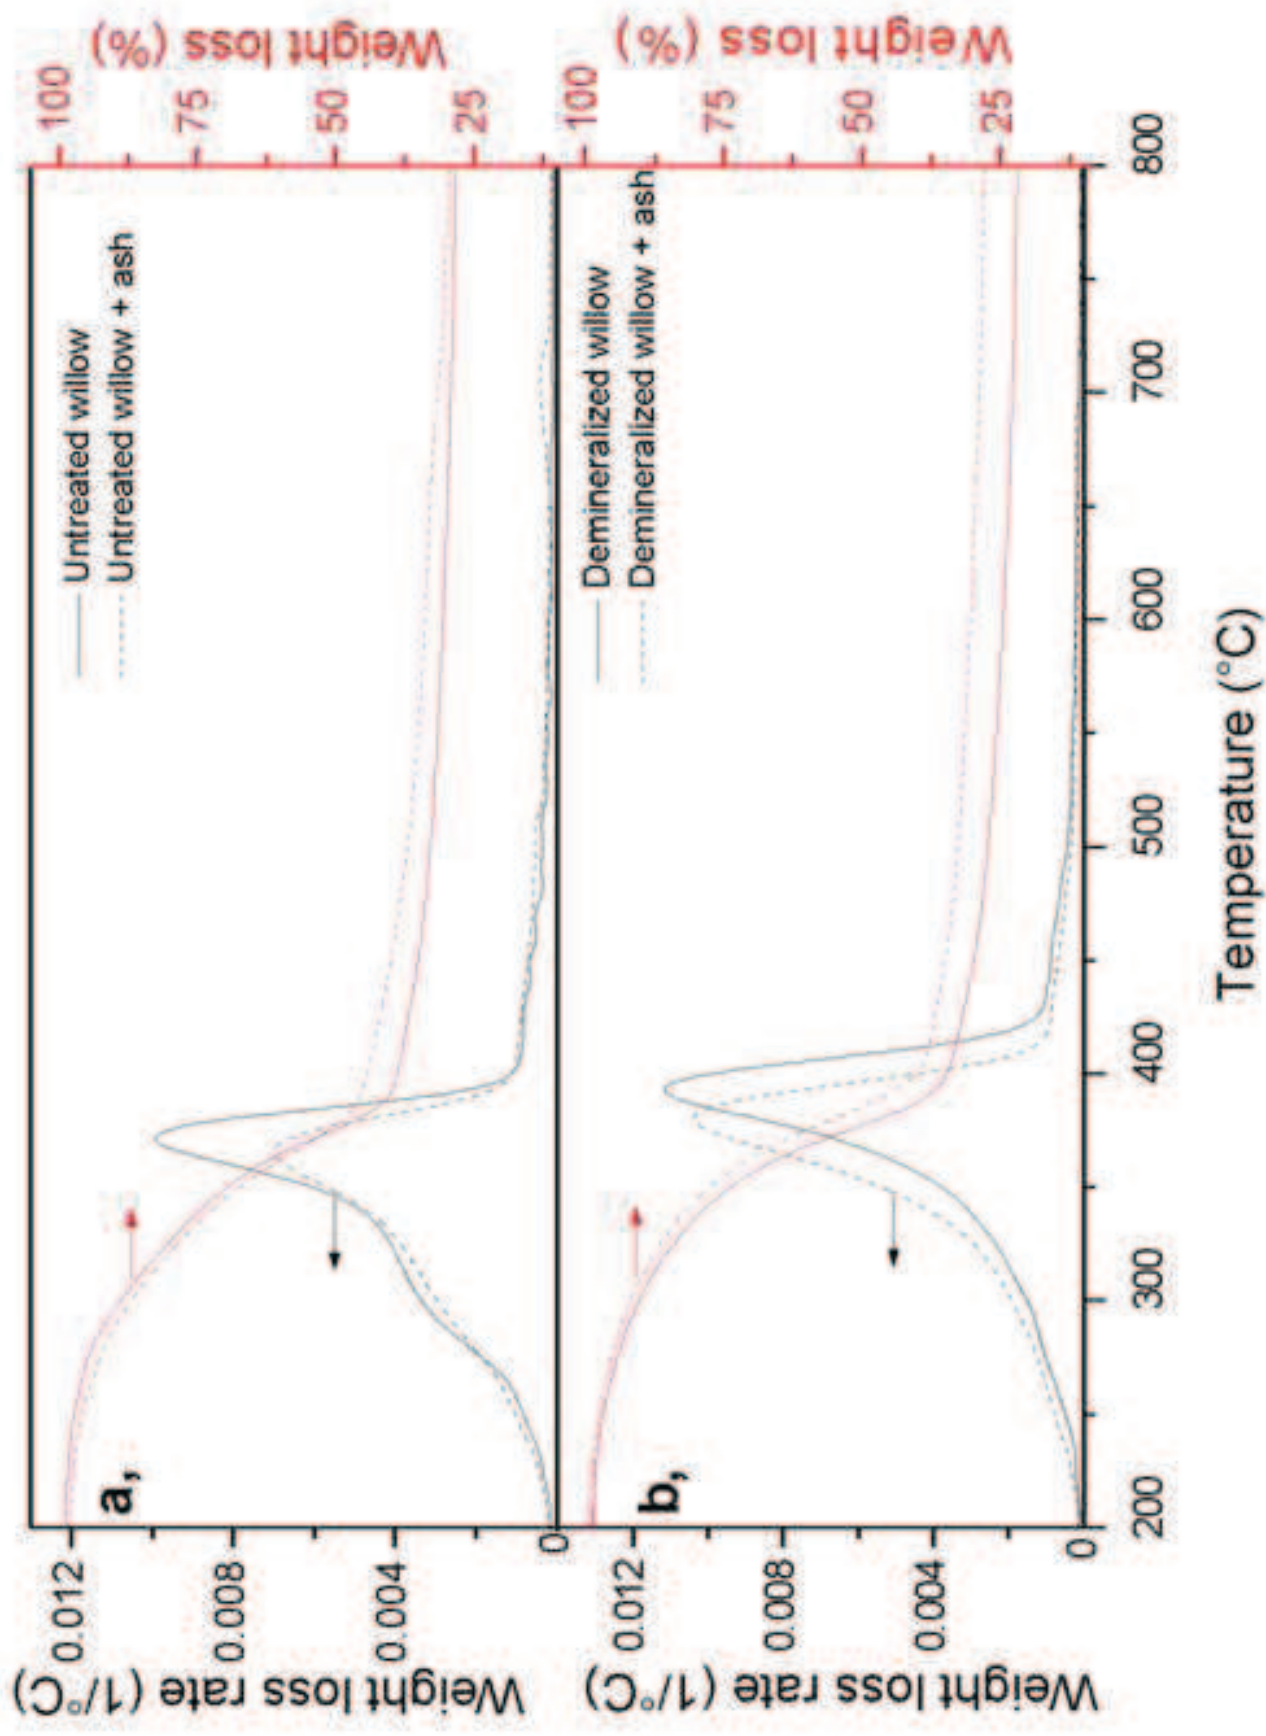 Weight loss rate (1/°C)
0.012
0.008
0.004
0
a,
Untreated willow
Untreated willow + ash
100
75
50
25
Weight loss (%)
Weight loss rate (1/°C)
0.012
0.008
0.004
0
b,
Demineralized willow
Demineralized willow + ash
100
75
50
25
Weight loss (%)
200
300
400
500
600
700
800
Temperature (°C)